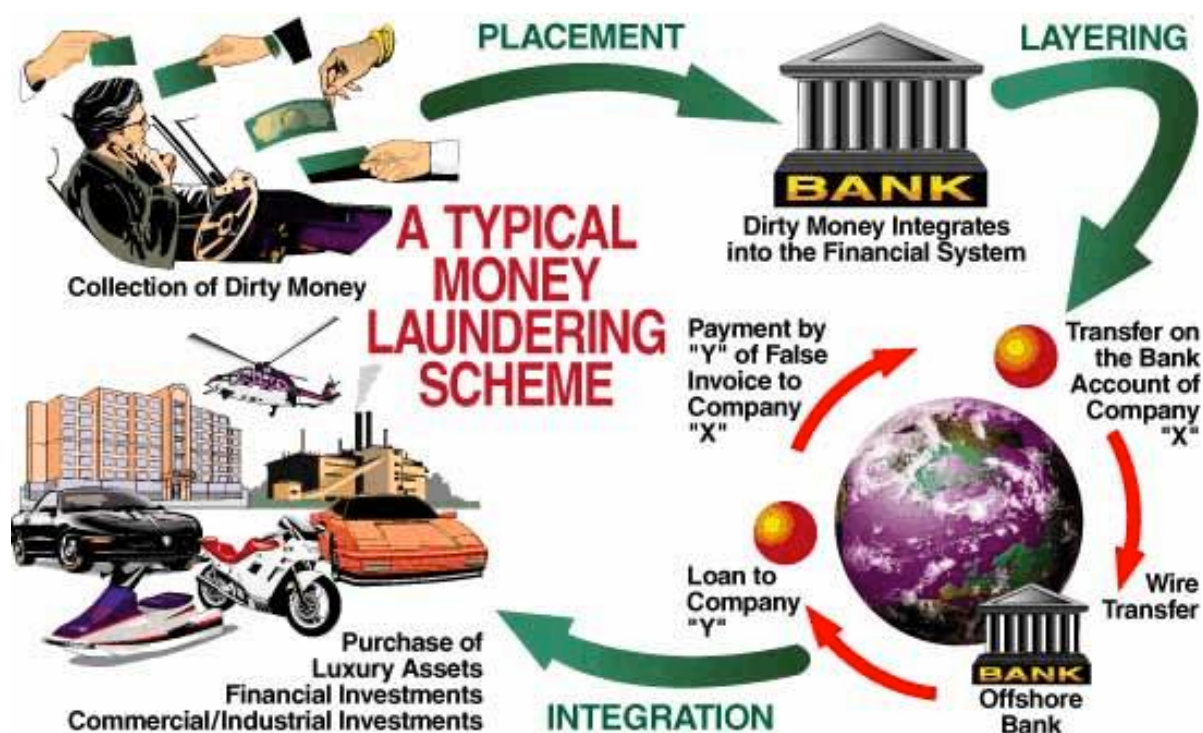 PLACEMENT
LAYERING
BANK
Dirty Money Integrates
into the Financial System
Collection of Dirty Money
A TYPICAL
MONEY
LAUNDERING
SCHEME
Payment by
"Y" of False
Invoice to
Company
"X"
Transfer on
the Bank
Account of
Company
"X"
Loan to
Company
"Y"
Wire
Transfer
BANK
Offshore
Bank
Purchase of
Luxury Assets
Financial Investments
Commercial/Industrial Investments
INTEGRATION